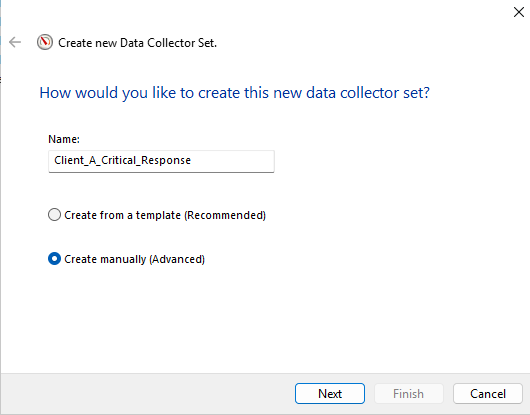 Create new Data Collector Set.
How would you like to create this new data collector set?
Name:
Client_A_Critical_Response
Create from a template (Recommended)
Create manually (Advanced)
Next Finish Cancel